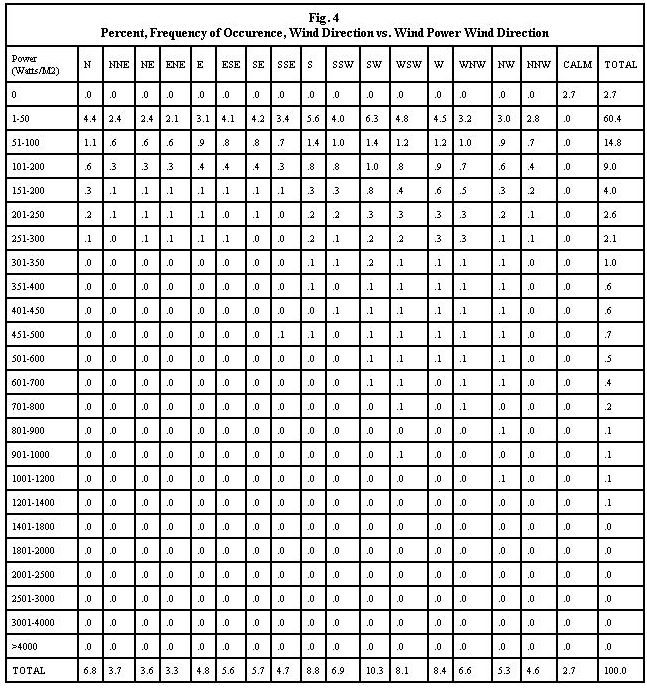 Fig. 4
Percent, Frequency of Occurence, Wind Direction vs. Wind Power Wind Direction
Power (Watts/M2) N NNE NE ENE E ESE SE SSE S SSW SW WSW W WNW NW NNW CALM TOTAL
0 .0 .0 .0 .0 .0 .0 .0 .0 .0 .0 .0 .0 .0 .0 .0 .0 2.7 2.7
1-50 4.4 2.4 2.4 2.1 3.1 4.1 4.2 3.4 5.6 4.0 6.3 4.8 4.5 3.2 3.0 2.8 .0 60.4
51-100 1.1 .6 .6 .6 .9 .8 .8 .7 1.4 1.0 1.4 1.2 1.2 1.0 .9 .7 .0 14.8
101-200 .6 .3 .3 .3 .4 .4 .4 .3 .8 .8 1.0 .8 .9 .7 .6 .4 .0 9.0
151-200 .3 .1 .1 .1 .1 .1 .1 .1 .3 .3 .8 .4 .6 .5 .3 .2 .0 4.0
201-250 .2 .1 .1 .1 .1 .0 .1 .0 .2 .2 .3 .3 .3 .3 .2 .1 .0 2.6
251-300 .1 .0 .1 .1 .1 .1 .0 .0 .2 .1 .2 .2 .3 .3 .1 .1 .0 2.1
301-350 .0 .0 .0 .0 .0 .0 .0 .0 .1 .1 .2 .1 .1 .1 .1 .0 .0 1.0
351-400 .0 .0 .0 .0 .0 .0 .0 .0 .1 .0 .1 .1 .1 .1 .1 .0 .0 .6
401-450 .0 .0 .0 .0 .0 .0 .0 .0 .0 .1 .1 .1 .1 .1 .1 .0 .0 .6
451-500 .0 .0 .0 .0 .0 .0 .0 .1 .1 .0 .1 .1 .1 .1 .1 .0 .0 .7
501-600 .0 .0 .0 .0 .0 .0 .0 .0 .0 .0 .1 .1 .1 .1 .1 .0 .0 .5
601-700 .0 .0 .0 .0 .0 .0 .0 .0 .0 .0 .1 .1 .0 .1 .1 .0 .0 .4
701-800 .0 .0 .0 .0 .0 .0 .0 .0 .0 .0 .0 .1 .0 .1 .0 .0 .0 .2
801-900 .0 .0 .0 .0 .0 .0 .0 .0 .0 .0 .0 .0 .0 .0 .1 .0 .0 .1
901-1000 .0 .0 .0 .0 .0 .0 .0 .0 .0 .0 .0 .1 .0 .0 .0 .0 .0 .1
1001-1200 .0 .0 .0 .0 .0 .0 .0 .0 .0 .0 .0 .0 .0 .0 .1 .0 .0 .1
1201-1400 .0 .0 .0 .0 .0 .0 .0 .0 .0 .0 .0 .0 .0 .0 .0 .0 .0 .1
1401-1800 .0 .0 .0 .0 .0 .0 .0 .0 .0 .0 .0 .0 .0 .0 .0 .0 .0 .0
1801-2000 .0 .0 .0 .0 .0 .0 .0 .0 .0 .0 .0 .0 .0 .0 .0 .0 .0 .0
2001-2500 .0 .0 .0 .0 .0 .0 .0 .0 .0 .0 .0 .0 .0 .0 .0 .0 .0 .0
2501-3000 .0 .0 .0 .0 .0 .0 .0 .0 .0 .0 .0 .0 .0 .0 .0 .0 .0 .0
3001-4000 .0 .0 .0 .0 .0 .0 .0 .0 .0 .0 .0 .0 .0 .0 .0 .0 .0 .0
>4000 .0 .0 .0 .0 .0 .0 .0 .0 .0 .0 .0 .0 .0 .0 .0 .0 .0 .0
TOTAL 6.8 3.7 3.6 3.3 4.8 5.6 5.7 4.7 8.8 6.9 10.3 8.1 8.4 6.6 5.3 4.6 2.7 100.0